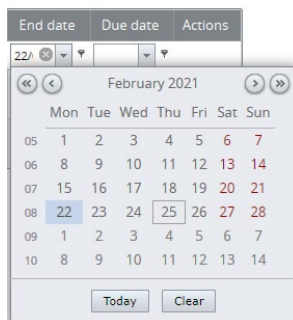 End date Due date Actions
22/
February 2021
Mon Tue Wed Thu Fri Sat Sun
05 1 2 3 4 5 6 7
06 8 9 10 11 12 13 14
07 15 16 17 18 19 20 21
08 22 23 24 25 26 27 28
09 1 2 3 4 5 6 7
10 8 9 10 11 12 13 14
Today Clear